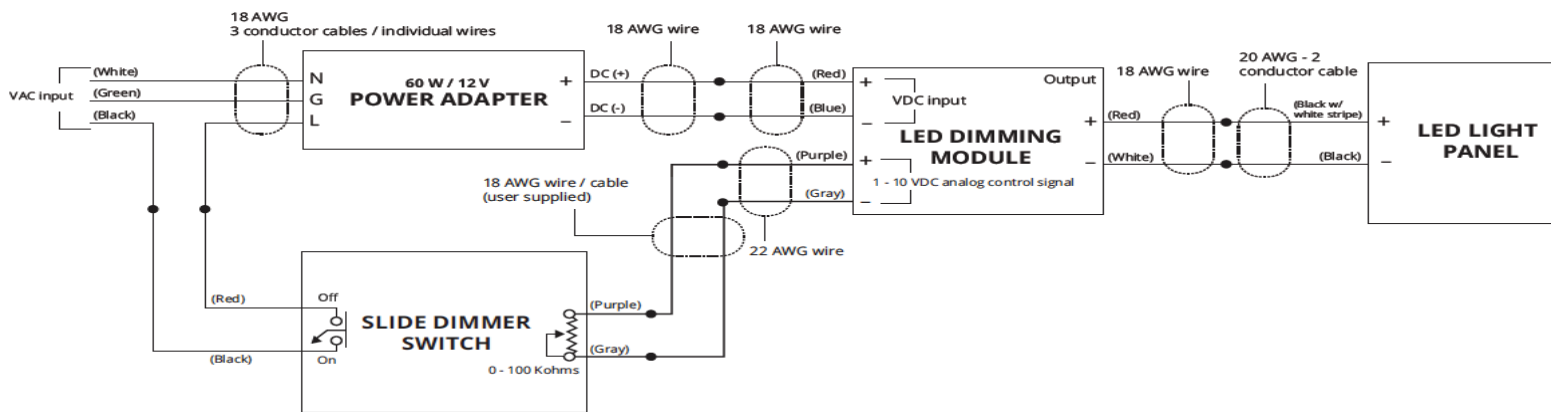 18 AWG
3 conductor cables / individual wires
18 AWG wire
18 AWG wire
20 AWG - 2
conductor cable
18 AWG wire
VAC input
(White)
(Green)
(Black)
N
G
L
60 W / 12 V
POWER ADAPTER
+
−
DC (+)
DC (-)
(Red)
(Blue)
+
−
VDC input
Output
LED DIMMING
MODULE
+
−
(Red)
(White)
(Black w/
white stripe)
(Black)
+
−
LED LIGHT
PANEL
(Purple)
(Gray)
+
−
1 - 10 VDC analog control signal
18 AWG wire / cable
(user supplied)
22 AWG wire
(Red)
(Black)
Off
On
SLIDE DIMMER
SWITCH
0 - 100 Kohms
(Purple)
(Gray)